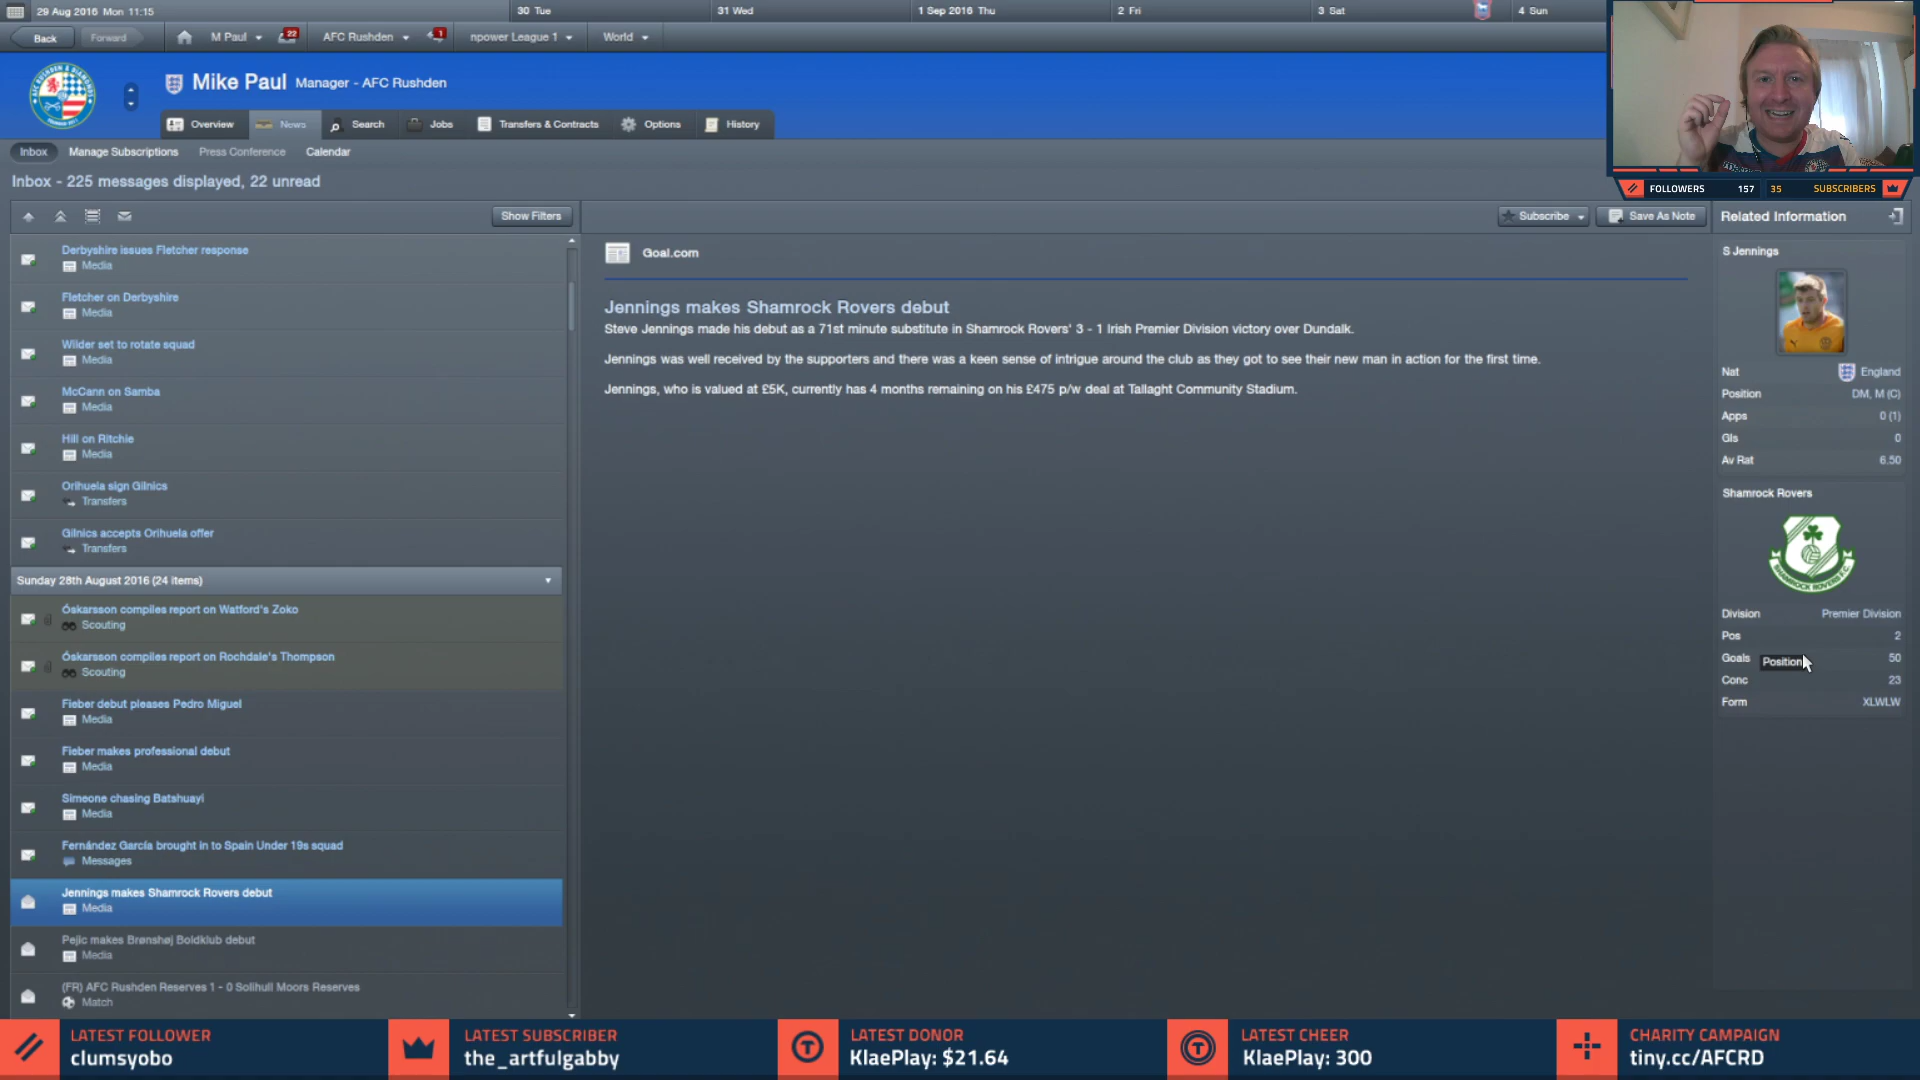 29 Aug 2016 Mon 11:15
30 Tue
31 Wed
1 Sep 2016 Thu
2 Fri
3 Sat
4 Sun
Back
Forward
M Paul
22
AFC Rushden
1
npower League 1
World
Mike Paul Manager - AFC Rushden
Overview
News
Search
Jobs
Transfers & Contracts
Options
History
Inbox
Manage Subscriptions
Press Conference
Calendar
FOLLOWERS 157
35 SUBSCRIBERS
Inbox - 225 messages displayed, 22 unread
Show Filters
Subscribe
Save As Note
Related Information
Derbyshire issues Fletcher response
Media
Fletcher on Derbyshire
Media
Wilder set to rotate squad
Media
McCann on Samba
Media
Hill on Ritchie
Media
Orihuela sign Gilnics
Transfers
Gilnics accepts Orihuela offer
Transfers
Sunday 28th August 2016 (24 items)
Óskarsson compiles report on Watford's Zoko
Scouting
Óskarsson compiles report on Rochdale's Thompson
Scouting
Fieber debut pleases Pedro Miguel
Media
Fieber makes professional debut
Media
Simeone chasing Batshuayi
Media
Fernández García brought in to Spain Under 19s squad
Messages
Jennings makes Shamrock Rovers debut
Media
Pejic makes Brønshøj Boldklub debut
Media
(FR) AFC Rushden Reserves 1 - 0 Solihull Moors Reserves
Match
Goal.com
Jennings makes Shamrock Rovers debut
Steve Jennings made his debut as a 71st minute substitute in Shamrock Rovers' 3 - 1 Irish Premier Division victory over Dundalk.
Jennings was well received by the supporters and there was a keen sense of intrigue around the club as they got to see their new man in action for the first time.
Jennings, who is valued at £5K, currently has 4 months remaining on his £475 p/w deal at Tallaght Community Stadium.
S Jennings
Nat England
Position DM, M (C)
Apps 0 (1)
Gls 0
Av Rat 6.50
Shamrock Rovers
SHAMROCK ROVERS F.C.
Division Premier Division
Pos 2
Goals 50
Position
Conc 23
Form XLWLW
LATEST FOLLOWER
clumsyobo
LATEST SUBSCRIBER
the_artfulgabby
LATEST DONOR
KlaePlay: $21.64
LATEST CHEER
KlaePlay: 300
CHARITY CAMPAIGN
tiny.cc/AFCRD